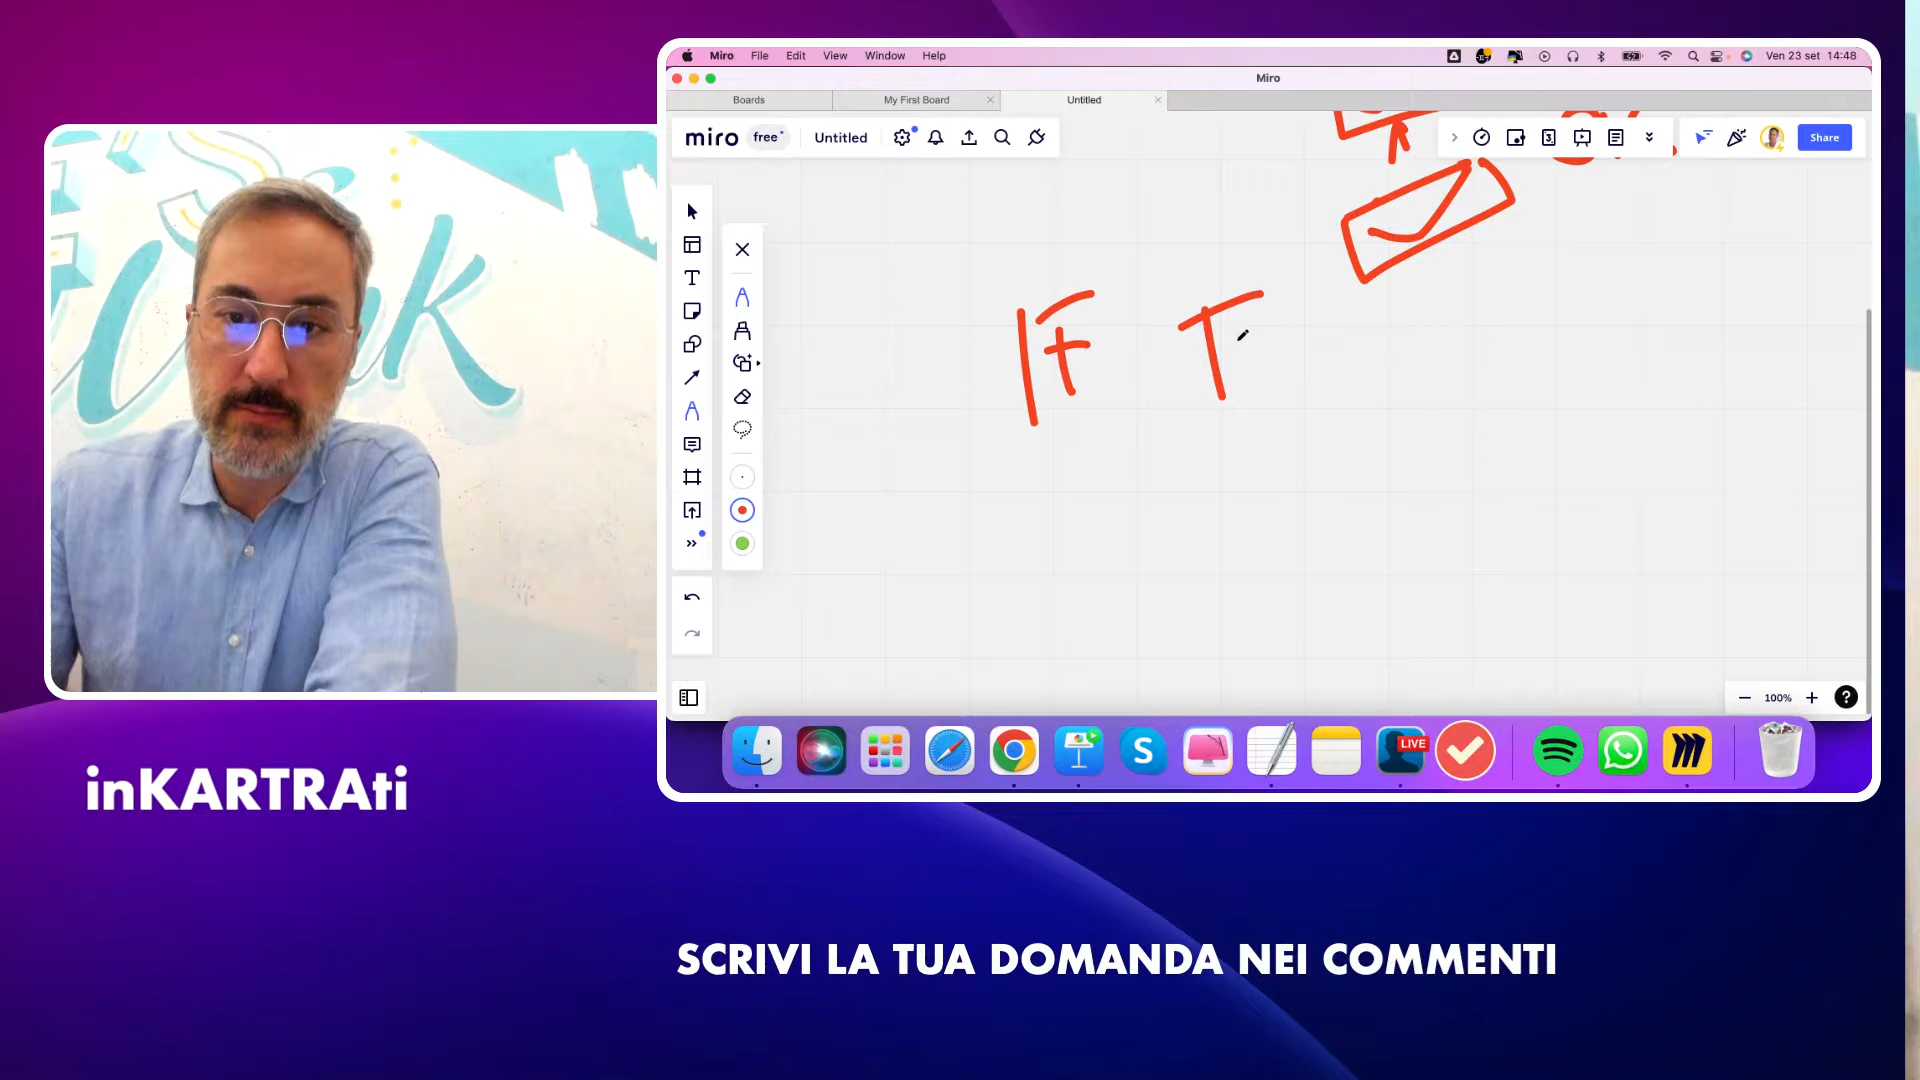 Miro File Edit View Window Help Ven 23 set 14:48
Miro
Boards My First Board Untitled
miro free Untitled Share
IF T
100%
LIVE
inKARTRAti
SCRIVI LA TUA DOMANDA NEI COMMENTI